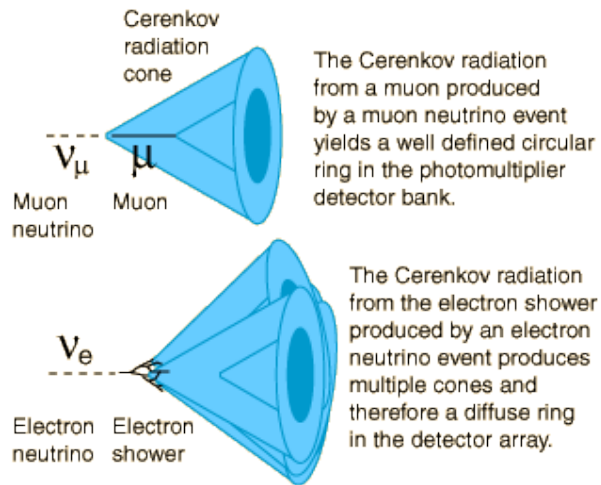 Cerenkov
radiation
cone
The Cerenkov radiation
from a muon produced
by a muon neutrino event
yields a well defined circular
ring in the photomultiplier
detector bank.
νμ
μ
Muon
neutrino
Muon
The Cerenkov radiation
from the electron shower
produced by an electron
neutrino event produces
multiple cones and
therefore a diffuse ring
in the detector array.
νe
Electron
neutrino
Electron
shower